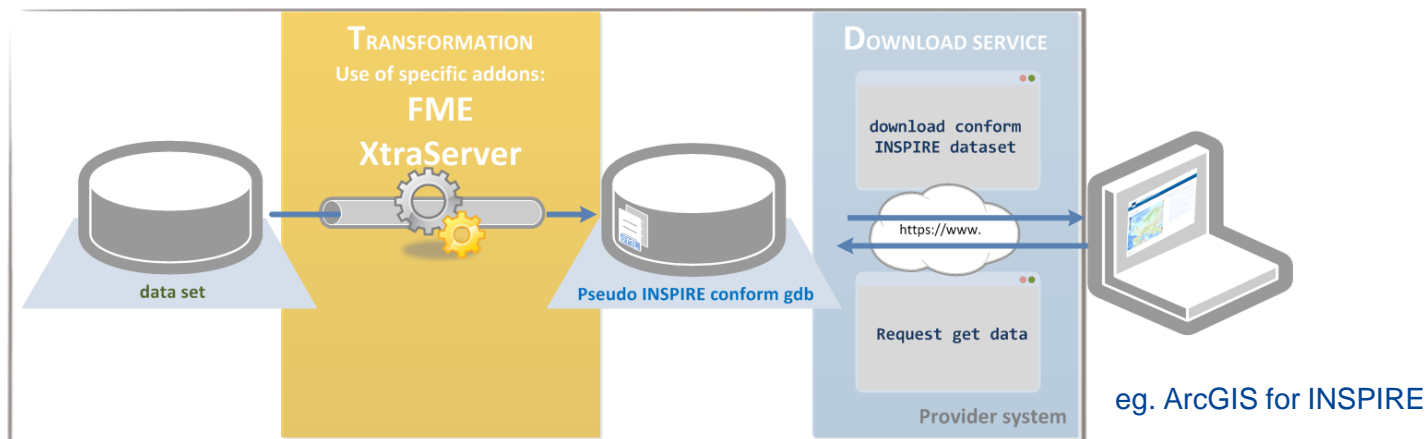 TRANSFORMATION
Use of specific addons:
FME
XtraServer
data set
Pseudo INSPIRE conform gdb
GML
DOWNLOAD SERVICE
download conform
INSPIRE dataset
https://www.
Request get data
Provider system
eg. ArcGIS for INSPIRE